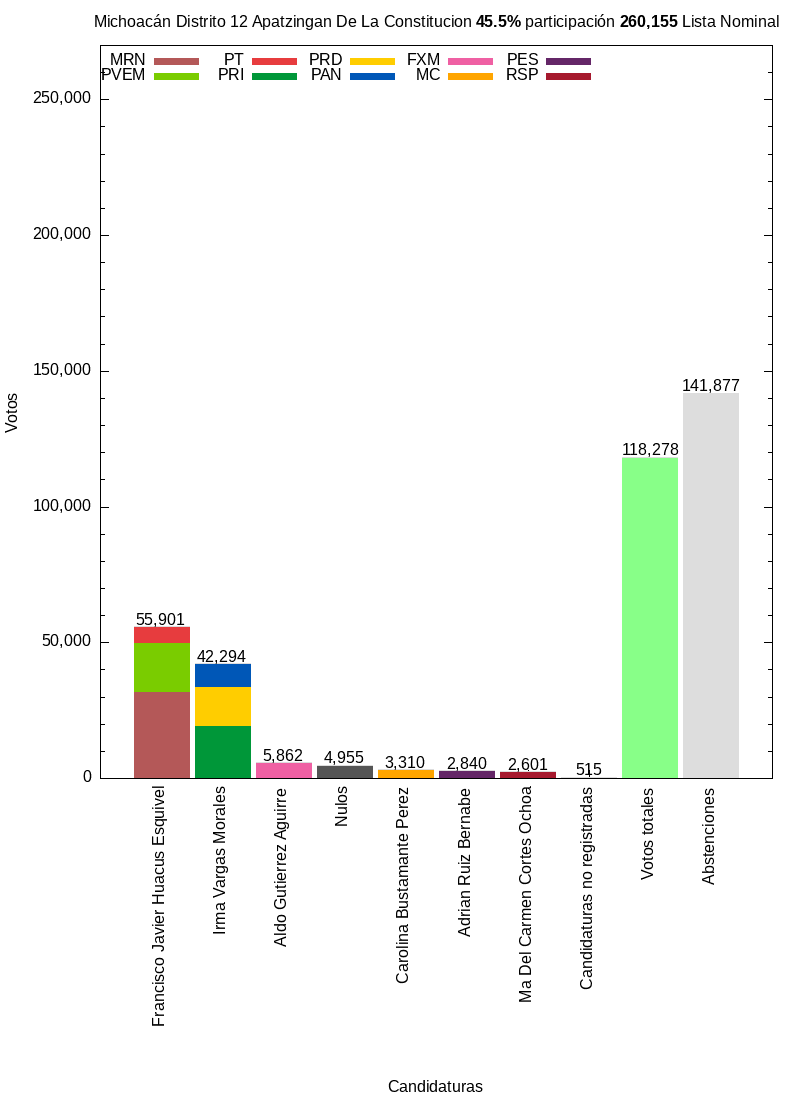 Michoacán Distrito 12 Apatzingan De La Constitucion 45.5% participación 260,155 Lista Nominal
MRN PT PRD FXM PES
PVEM PRI PAN MC RSP
250,000
200,000
150,000
100,000
50,000
0
Votos
55,901
42,294
5,862
4,955
3,310
2,840
2,601
515
118,278
141,877
Francisco Javier Huacus Esquivel
Irma Vargas Morales
Aldo Gutierrez Aguirre
Nulos
Carolina Bustamante Perez
Adrian Ruiz Bernabe
Ma Del Carmen Cortes Ochoa
Candidaturas no registradas
Votos totales
Abstenciones
Candidaturas